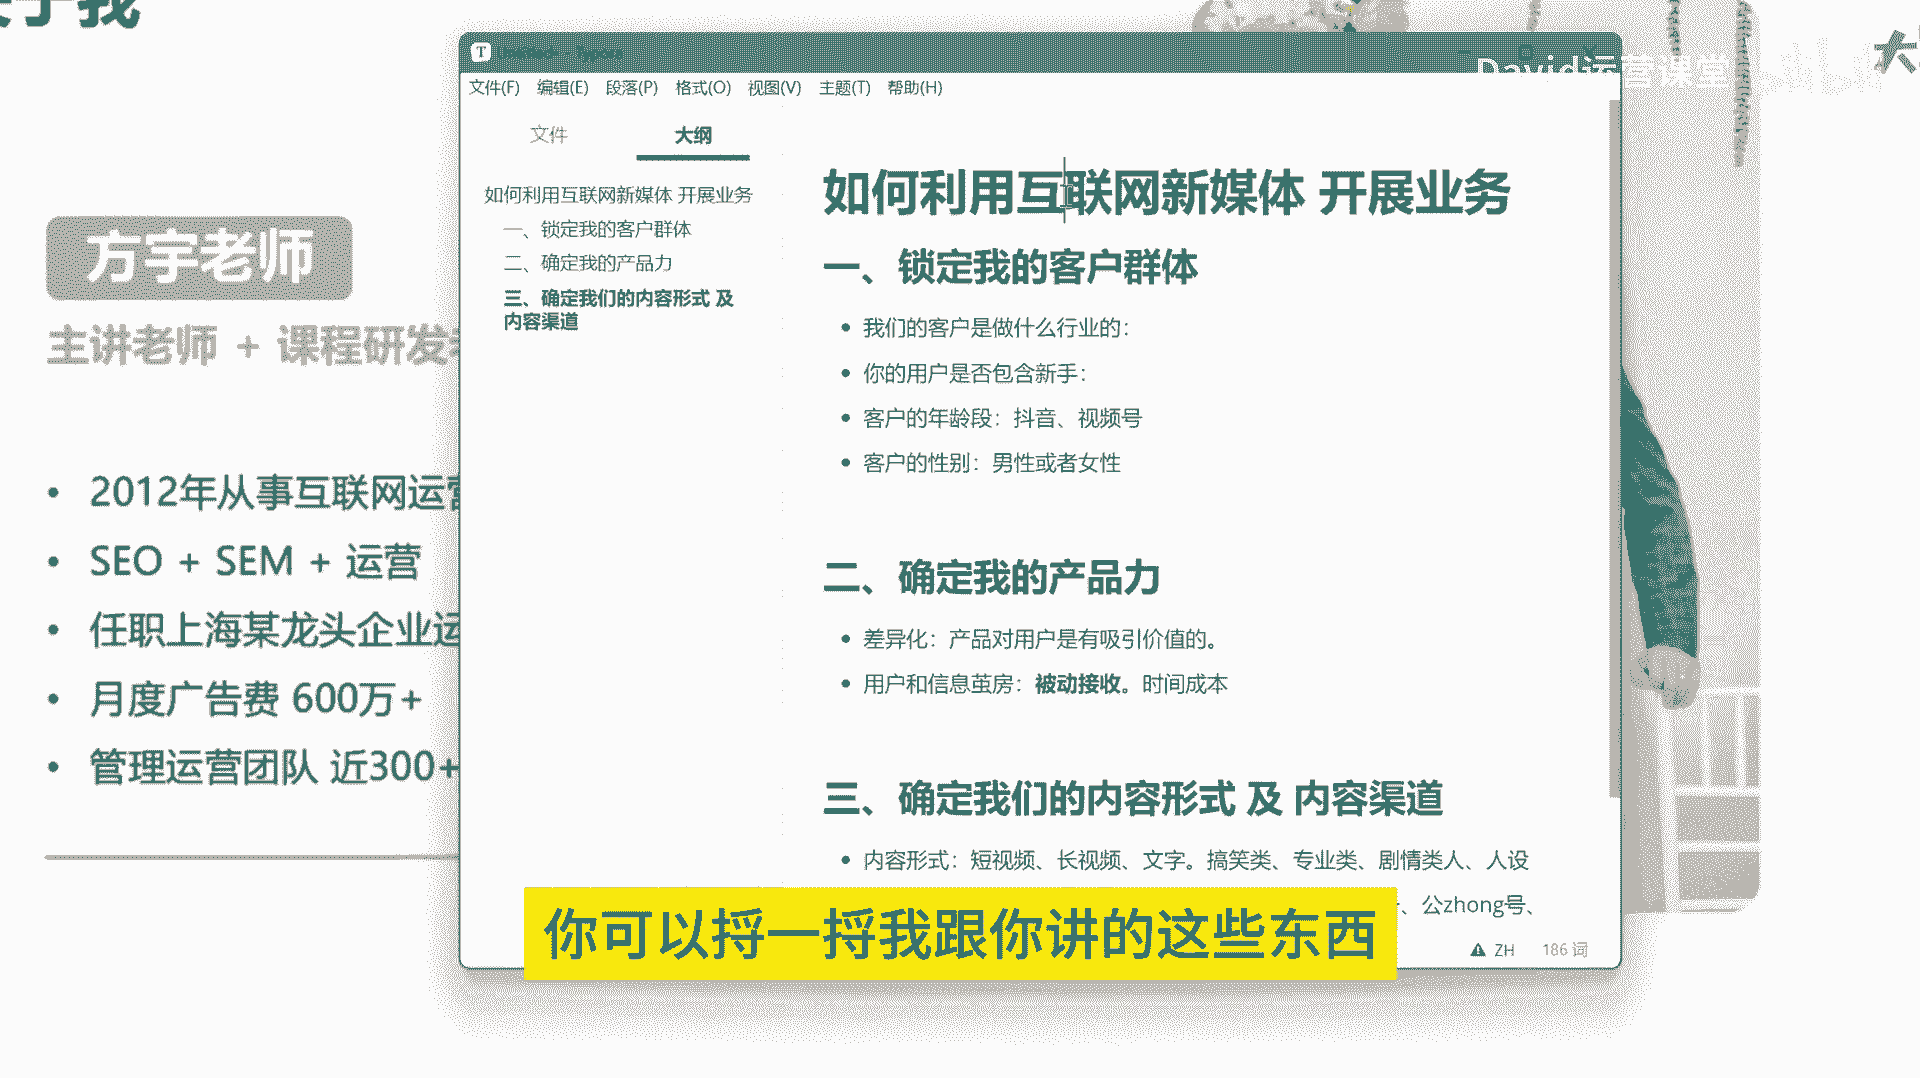 于我
方宇老师
主讲老师 + 课程研发
2012年从事互联网运营
SEO + SEM + 运营
任职上海某龙头企业运
月度广告费 600万+
管理运营团队 近300+
David运营课堂
大
文件(F) 编辑(E) 段落(P) 格式(O) 视图(V) 主题(T) 帮助(H)
文件 大纲
如何利用互联网新媒体 开展业务
一、锁定我的客户群体
二、确定我的产品力
三、确定我们的内容形式 及
内容渠道
如何利用互联网新媒体 开展业务
一、锁定我的客户群体
我们的客户是做什么行业的：
你的用户是否包含新手：
客户的年龄段：抖音、视频号
客户的性别：男性或者女性
二、确定我的产品力
差异化：产品对用户是有吸引价值的。
用户和信息茧房：被动接收。时间成本
三、确定我们的内容形式 及 内容渠道
内容形式：短视频、长视频、文字。搞笑类、专业类、剧情类人、人设
、公zhong号、
ZH 186 词
你可以捋一捋我跟你讲的这些东西